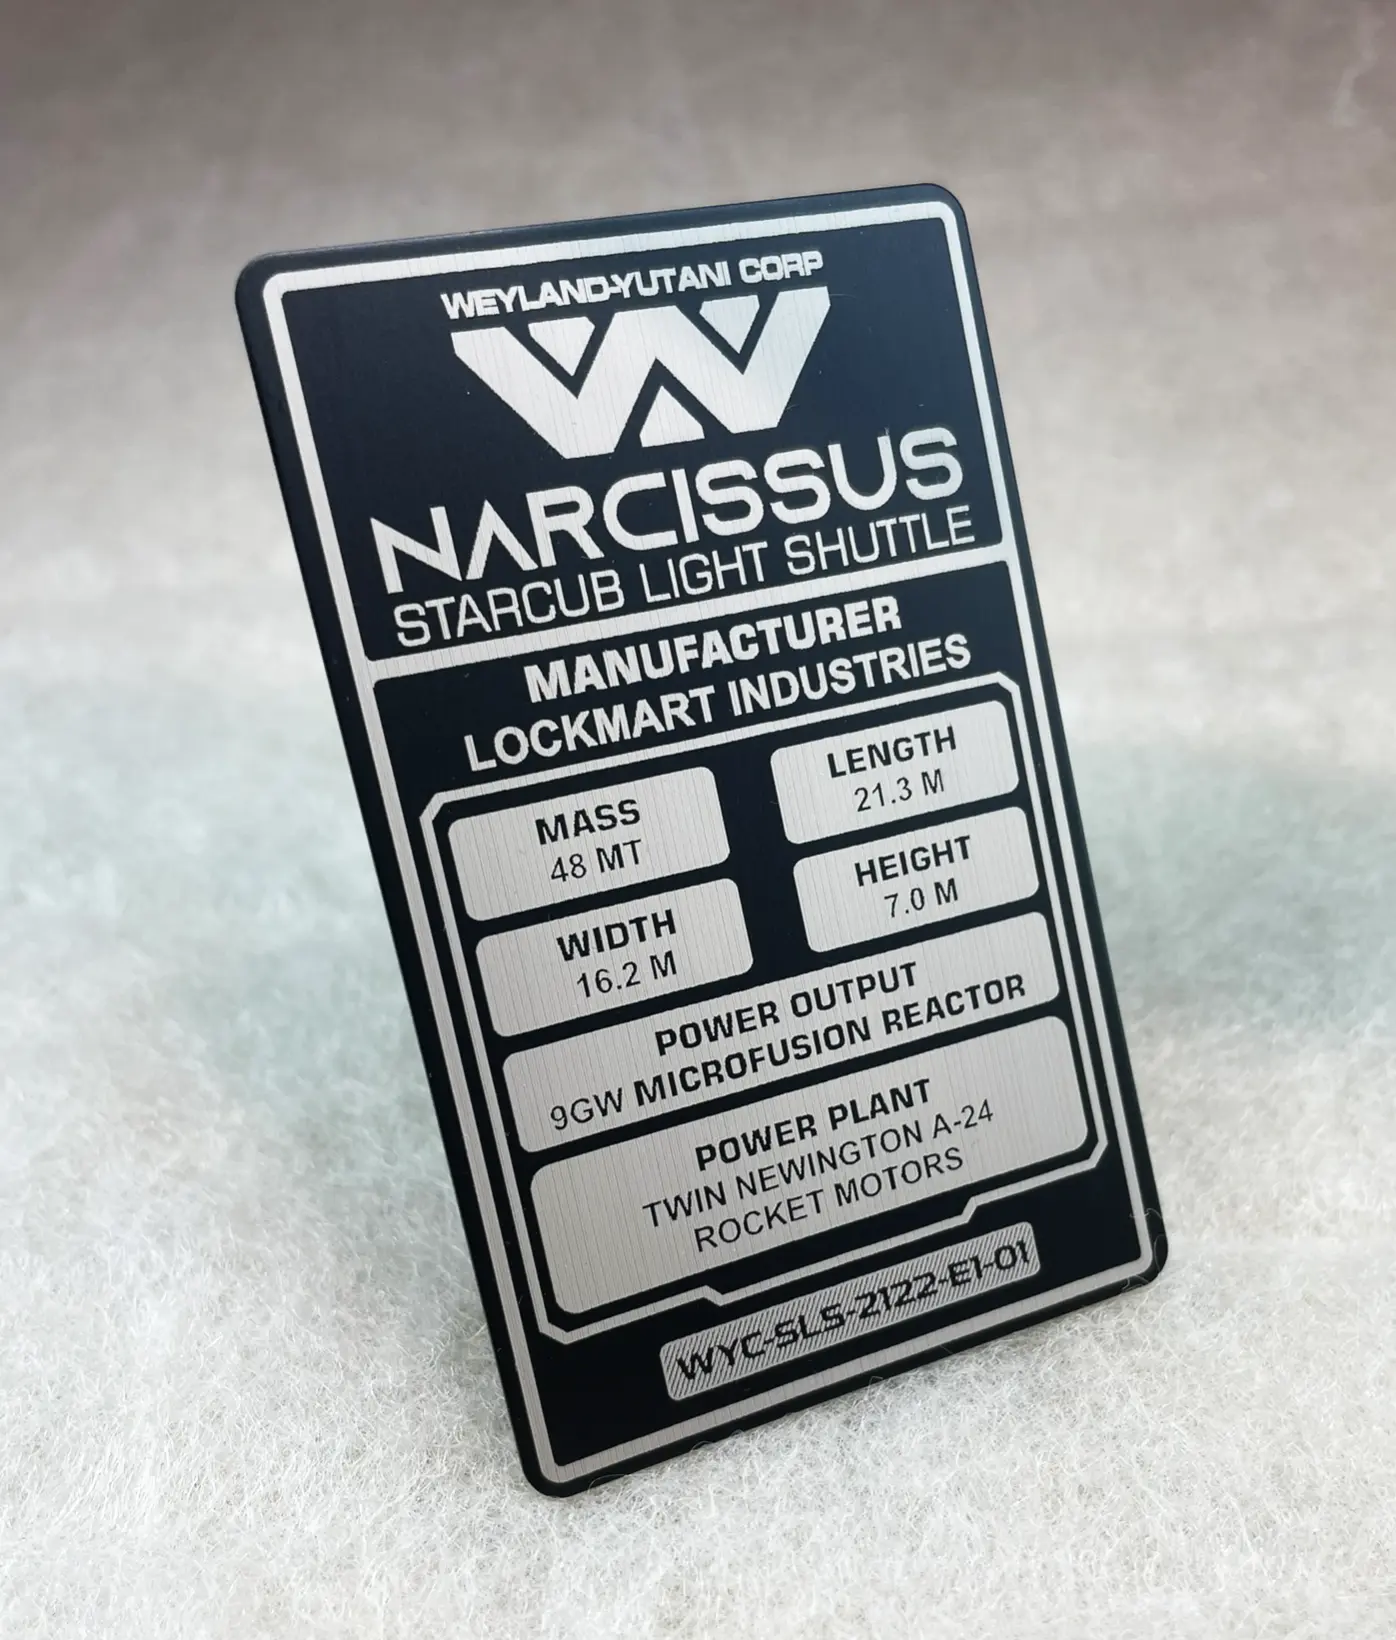 WEYLAND-YUTANI CORP
NARCISSUS
STARCUB LIGHT SHUTTLE
MANUFACTURER
LOCKMART INDUSTRIES
MASS
48 MT
LENGTH
21.3 M
WIDTH
16.2 M
HEIGHT
7.0 M
POWER OUTPUT
9GW MICROFUSION REACTOR
POWER PLANT
TWIN NEWINGTON A-24
ROCKET MOTORS
WYC-SLS-2122-E1-01